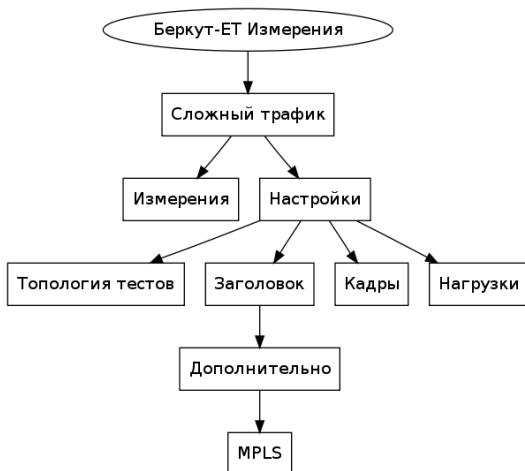 Беркут-ЕТ Измерения
Сложный трафик
Измерения
Настройки
Топология тестов
Заголовок
Кадры
Нагрузки
Дополнительно
MPLS